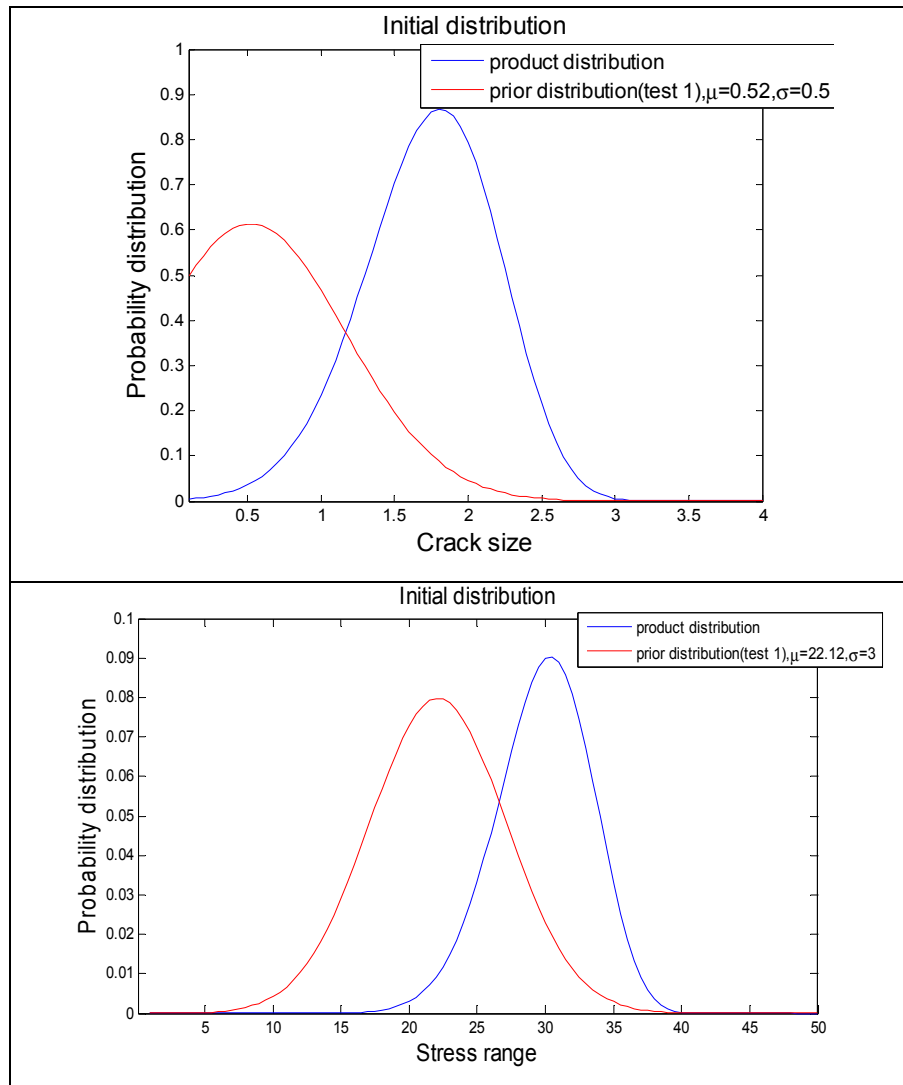 Initial distribution
product distribution
prior distribution(test 1),μ=0.52,σ=0.5
Probability distribution
1
0.9
0.8
0.7
0.6
0.5
0.4
0.3
0.2
0.1
0
0.5 1 1.5 2 2.5 3 3.5 4
Crack size
Initial distribution
product distribution
prior distribution(test 1),μ=22.12,σ=3
Probability distribution
0.1
0.09
0.08
0.07
0.06
0.05
0.04
0.03
0.02
0.01
0
5 10 15 20 25 30 35 40 45 50
Stress range